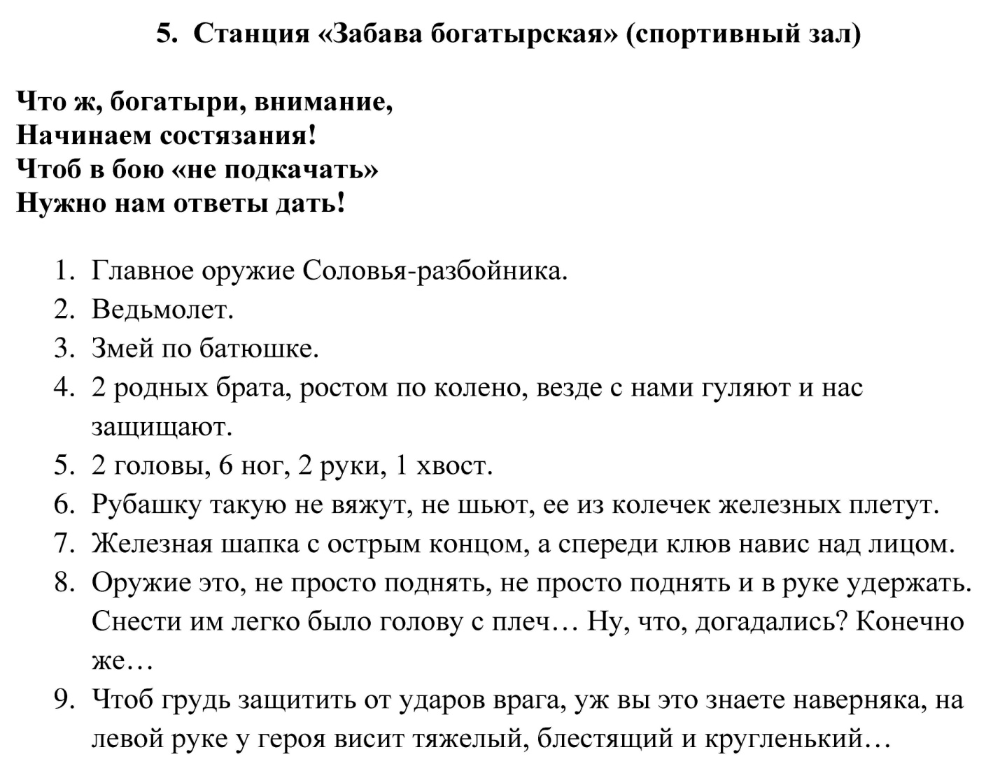 5. Станция «Забава богатырская» (спортивный зал)
Что ж, богатыри, внимание,
Начинаем состязания!
Чтоб в бою «не подкачать»
Нужно нам ответы дать!
1. Главное оружие Соловья-разбойника.
2. Ведьмолет.
3. Змей по батюшке.
4. 2 родных брата, ростом по колено, везде с нами гуляют и нас
защищают.
5. 2 головы, 6 ног, 2 руки, 1 хвост.
6. Рубашку такую не вяжут, не шьют, ее из колечек железных плетут.
7. Железная шапка с острым концом, а спереди клюв навис над лицом.
8. Оружие это, не просто поднять, не просто поднять и в руке удержать.
Снести им легко было голову с плеч… Ну, что, догадались? Конечно
же…
9. Чтоб грудь защитить от ударов врага, уж вы это знаете наверняка, на
левой руке у героя висит тяжелый, блестящий и кругленький…